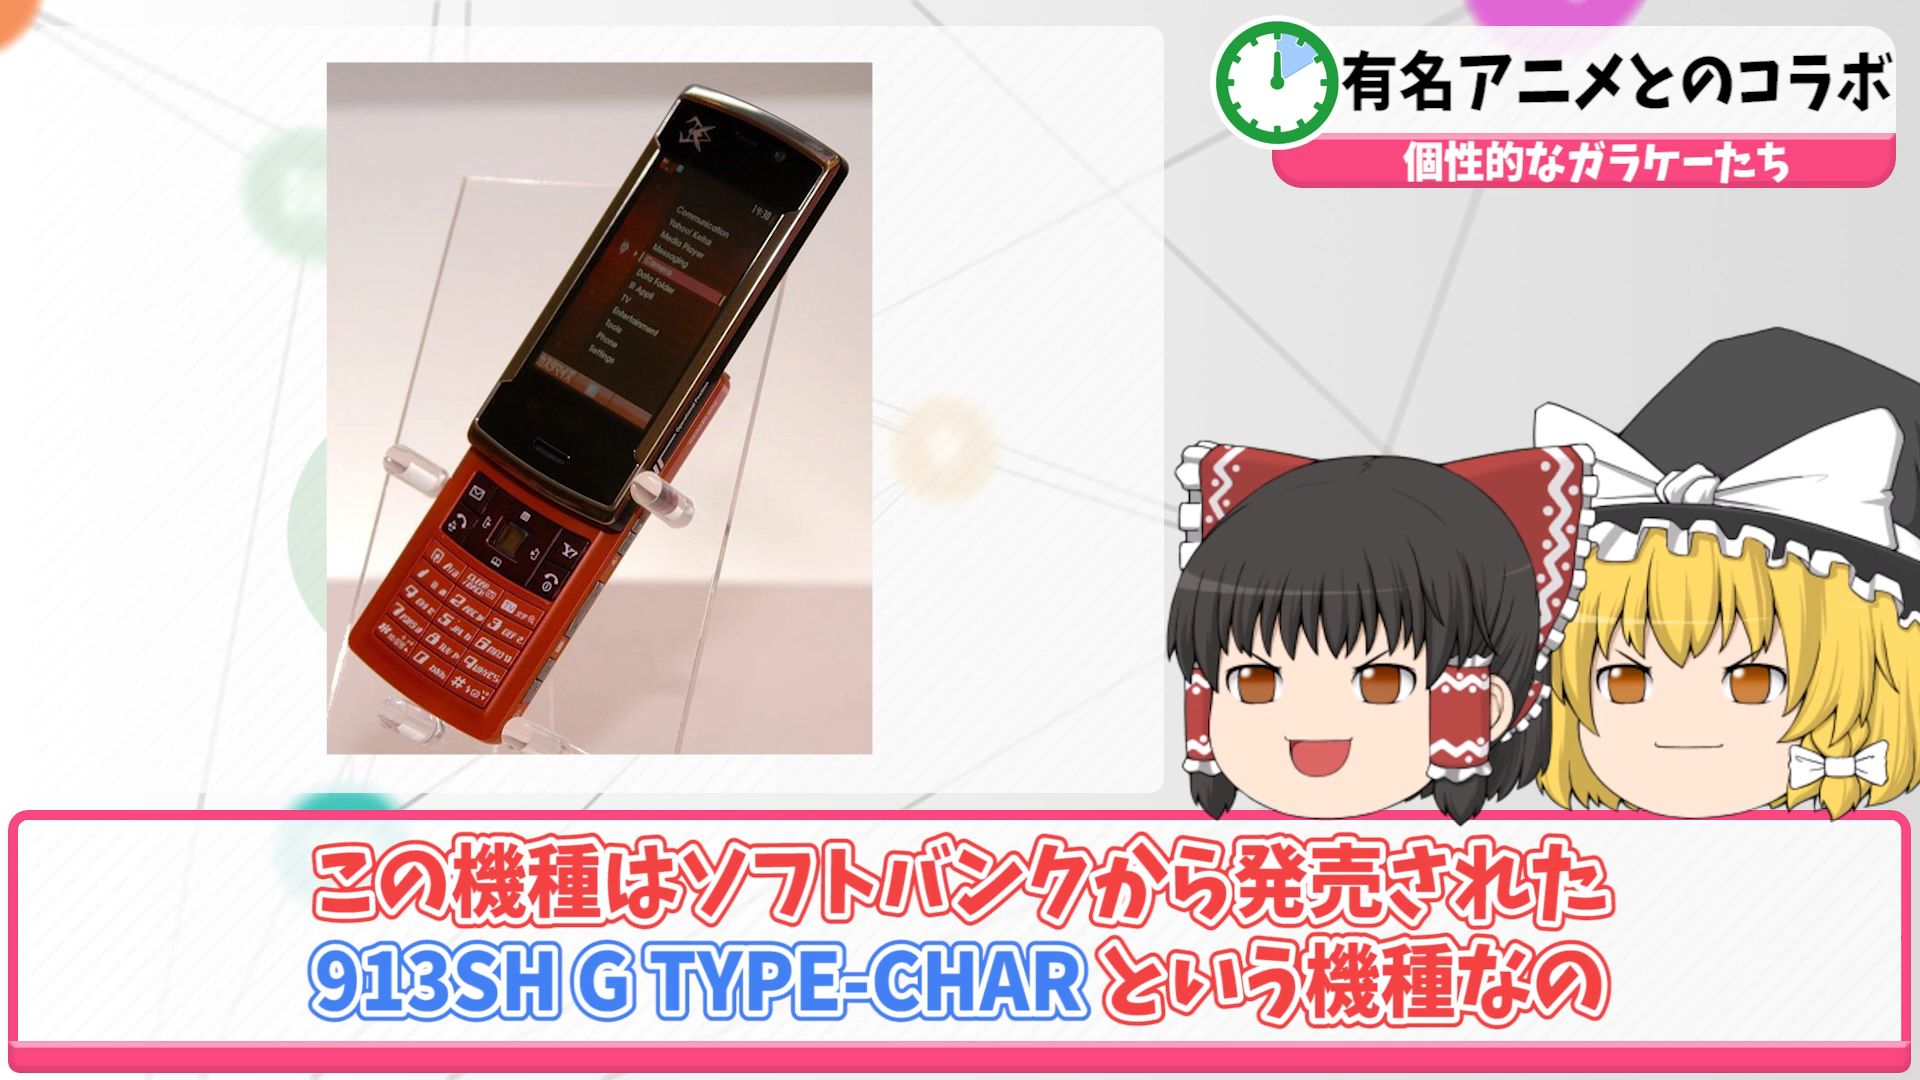 有名アニメとのコラボ
個性的なガラケーたち
14:30
Communication
Yahoo! Keitai
Media Player
Messaging
Camera
Data Folder
S! Appli
TV
Entertainment
Tools
Phone
Settings
この機種はソフトバンクから発売された
913SH G TYPE-CHAR という機種なの